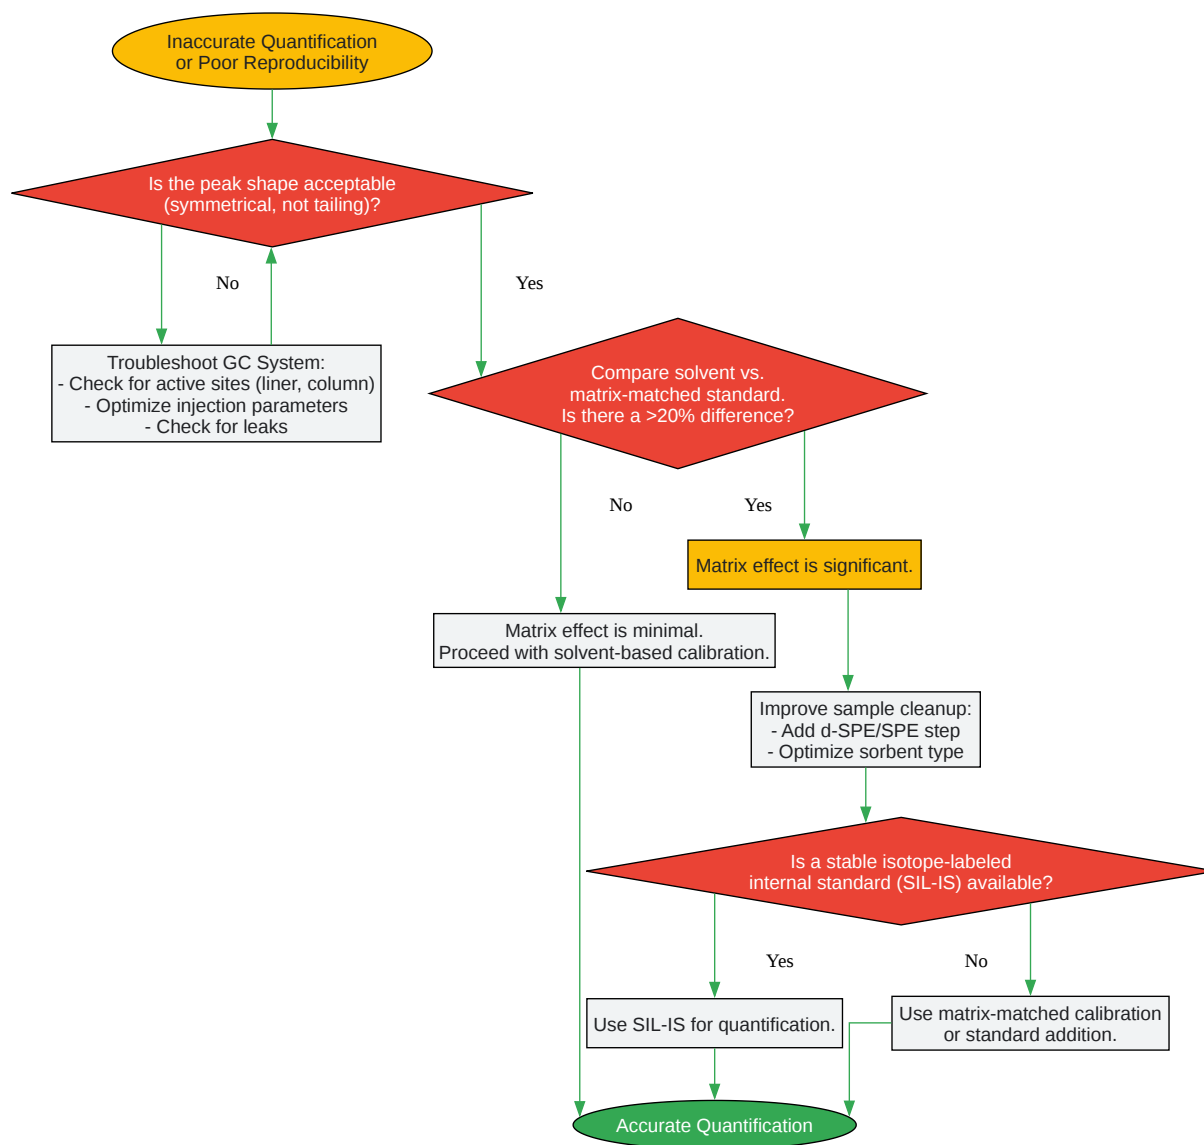 Inaccurate Quantification
or Poor Reproducibility
Is the peak shape acceptable
(symmetrical, not tailing)?
No
Yes
Troubleshoot GC System:
- Check for active sites (liner, column)
- Optimize injection parameters
- Check for leaks
Compare solvent vs.
matrix-matched standard.
Is there a >20% difference?
No
Yes
Matrix effect is significant.
Matrix effect is minimal.
Proceed with solvent-based calibration.
Improve sample cleanup:
- Add d-SPE/SPE step
- Optimize sorbent type
Is a stable isotope-labeled
internal standard (SIL-IS) available?
Yes
No
Use SIL-IS for quantification.
Use matrix-matched calibration
or standard addition.
Accurate Quantification